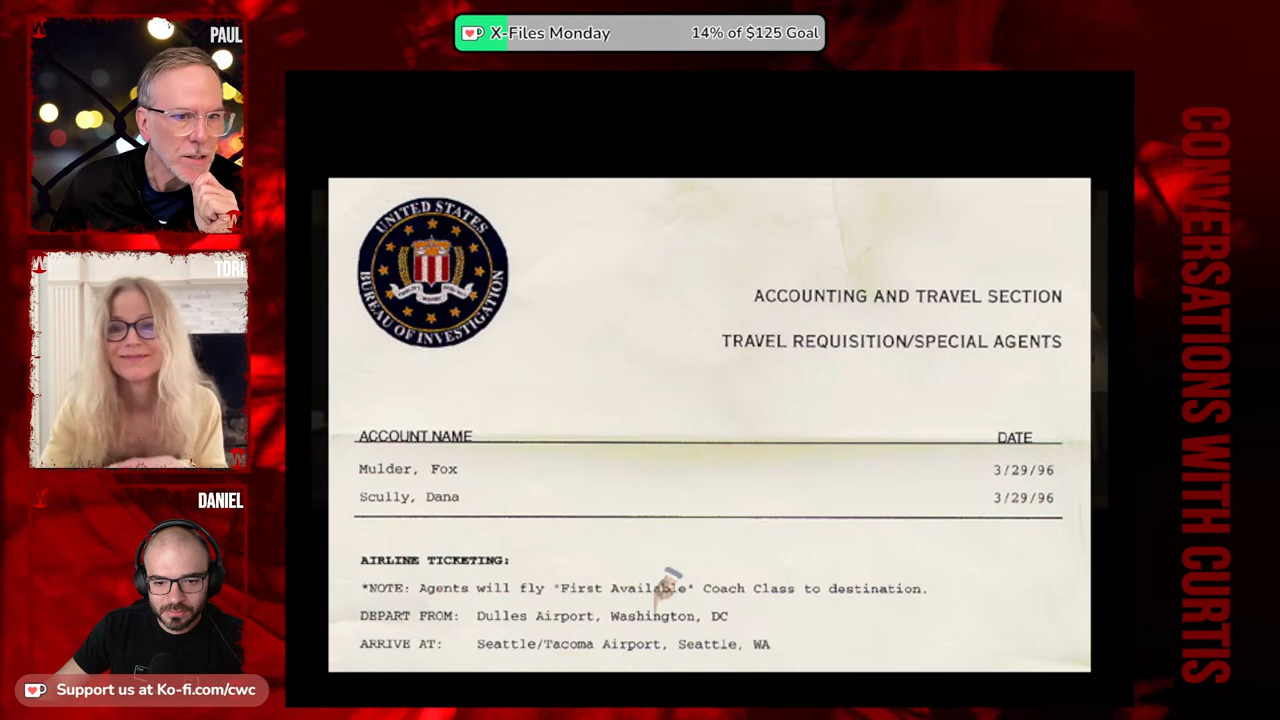 PAUL
X-Files Monday 14% of $125 Goal
TORI
DANIEL
Support us at Ko-fi.com/cwc
CONVERSATIONS WITH CURTIS
UNITED STATES
BUREAU OF INVESTIGATION
ACCOUNTING AND TRAVEL SECTION
TRAVEL REQUISITION/SPECIAL AGENTS
ACCOUNT NAME DATE
Mulder, Fox 3/29/96
Scully, Dana 3/29/96
AIRLINE TICKETING:
*NOTE: Agents will fly "First Available" Coach Class to destination.
DEPART FROM: Dulles Airport, Washington, DC
ARRIVE AT: Seattle/Tacoma Airport, Seattle, WA